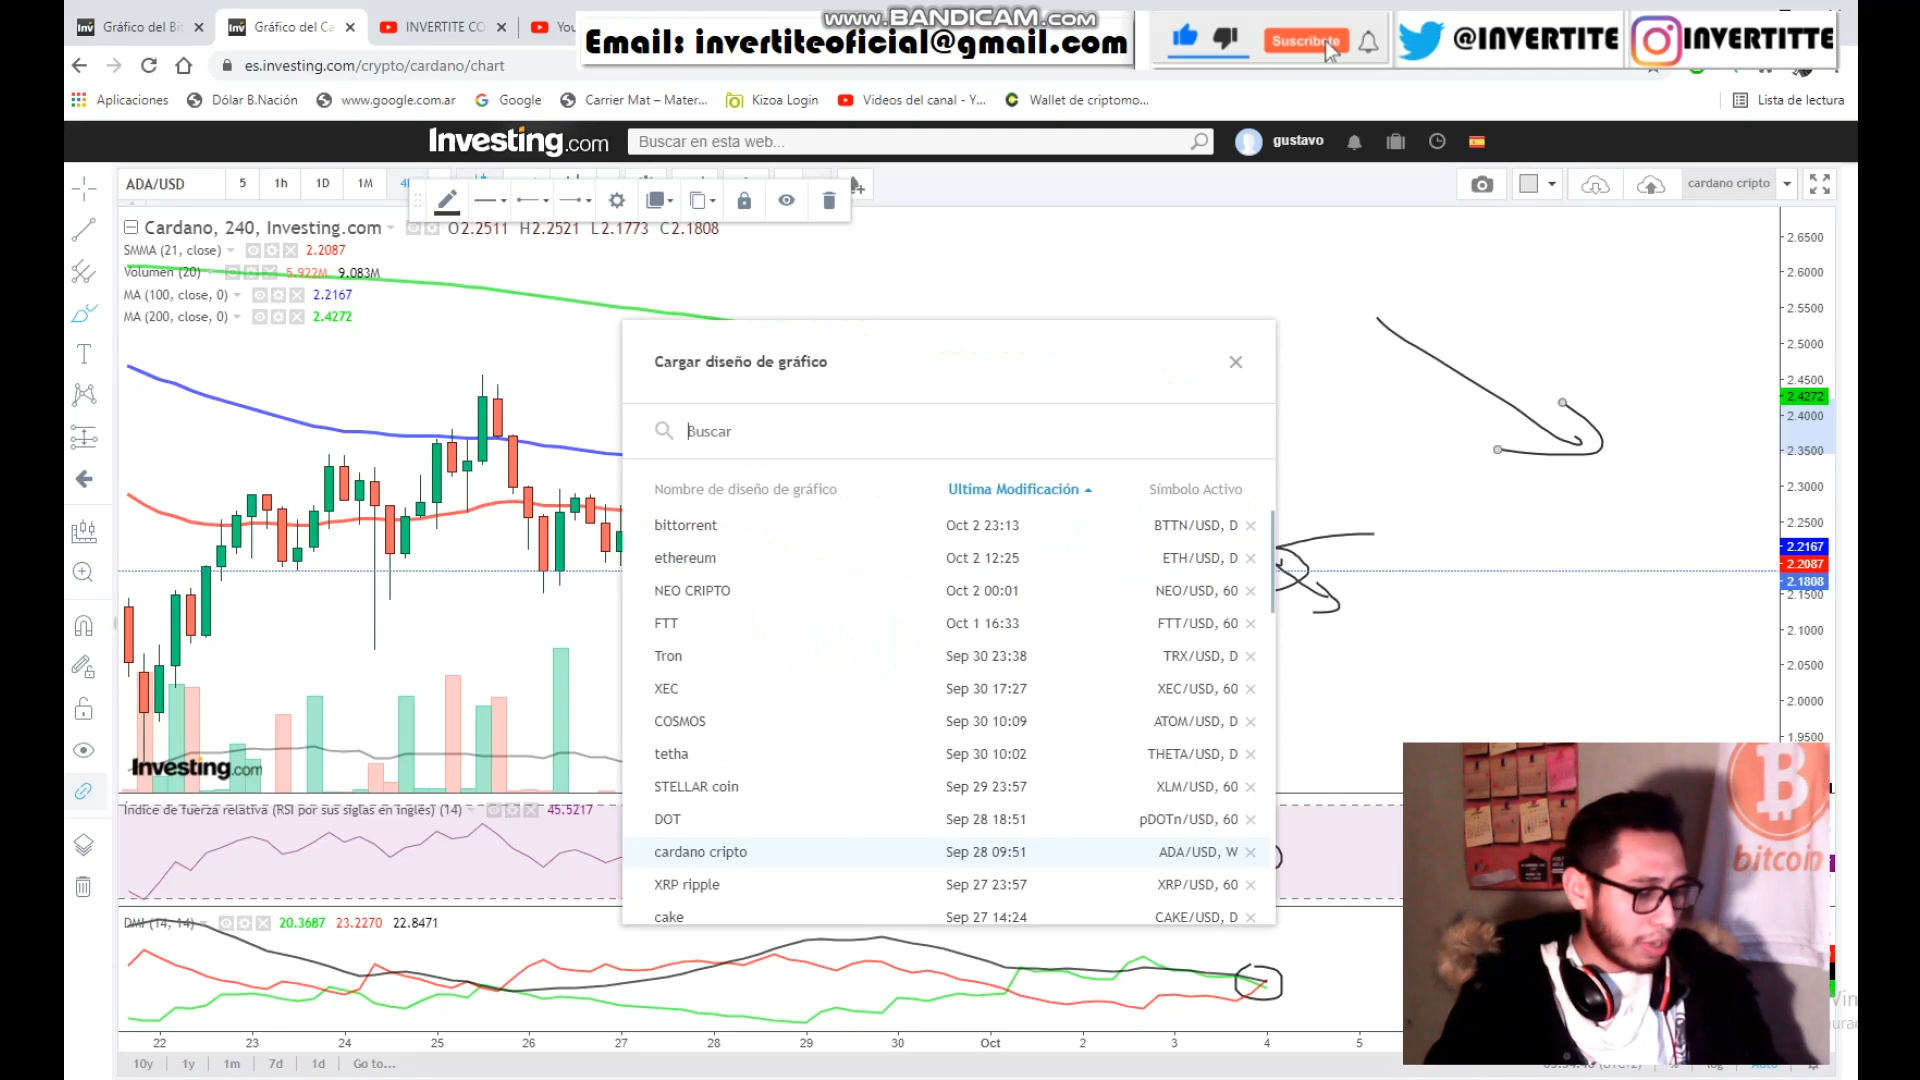 www.BANDICAM.com
Gráfico del Bit
Gráfico del Ca
INVERTITE CO
You
Email: invertiteoficial@gmail.com
Suscribete
@INVERTITE
INVERTITTE
es.investing.com/crypto/cardano/chart
Aplicaciones
Dólar B.Nación
www.google.com.ar
Google
Carrier Mat – Mater...
Kizoa Login
Videos del canal - Y...
Wallet de criptomo...
Lista de lectura
Investing.com
Buscar en esta web...
gustavo
ADA/USD
5
1h
1D
1M
cardano cripto
Cardano, 240, Investing.com
O2.2511 H2.2521 L2.1773 C2.1808
SMMA (21, close)
2.2087
Volumen (20)
5.922M 9.083M
MA (100, close, 0)
2.2167
MA (200, close, 0)
2.4272
2.6500
2.6000
2.5500
2.5000
2.4500
2.4272
2.4000
2.3500
2.3000
2.2500
2.2167
2.2087
2.1808
2.1500
2.1000
2.0500
2.0000
1.9500
Cargar diseño de gráfico
Buscar
Nombre de diseño de gráfico Ultima Modificación Símbolo Activo
bittorrent Oct 2 23:13 BTTN/USD, D
ethereum Oct 2 12:25 ETH/USD, D
NEO CRIPTO Oct 2 00:01 NEO/USD, 60
FTT Oct 1 16:33 FTT/USD, 60
Tron Sep 30 23:38 TRX/USD, D
XEC Sep 30 17:27 XEC/USD, 60
COSMOS Sep 30 10:09 ATOM/USD, D
tetha Sep 30 10:02 THETA/USD, D
STELLAR coin Sep 29 23:57 XLM/USD, 60
DOT Sep 28 18:51 pDOTn/USD, 60
cardano cripto Sep 28 09:51 ADA/USD, W
XRP ripple Sep 27 23:57 XRP/USD, 60
cake Sep 27 14:24 CAKE/USD, D
Investing.com
Índice de fuerza relativa (RSI por sus siglas en inglés) (14)
45.5217
DMI (14, 14)
20.3687 23.2270 22.8471
bitcoin
22 23 24 25 26 27 28 29 30 Oct 2 3 4 5
10y 1y 1m 7d 1d Go to...